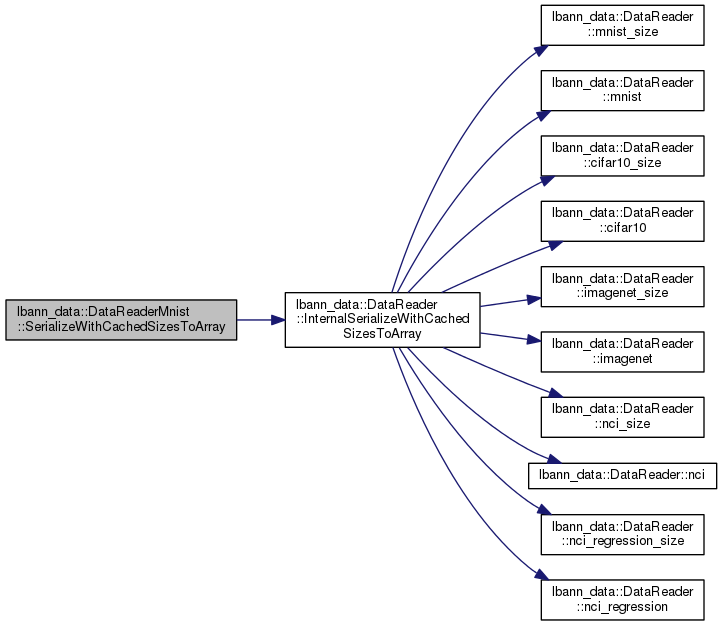 lbann_data::DataReaderMnist
::SerializeWithCachedSizesToArray
lbann_data::DataReader
::InternalSerializeWithCached
SizesToArray
lbann_data::DataReader
::mnist_size
lbann_data::DataReader
::mnist
lbann_data::DataReader
::cifar10_size
lbann_data::DataReader
::cifar10
lbann_data::DataReader
::imagenet_size
lbann_data::DataReader
::imagenet
lbann_data::DataReader
::nci_size
lbann_data::DataReader::nci
lbann_data::DataReader
::nci_regression_size
lbann_data::DataReader
::nci_regression